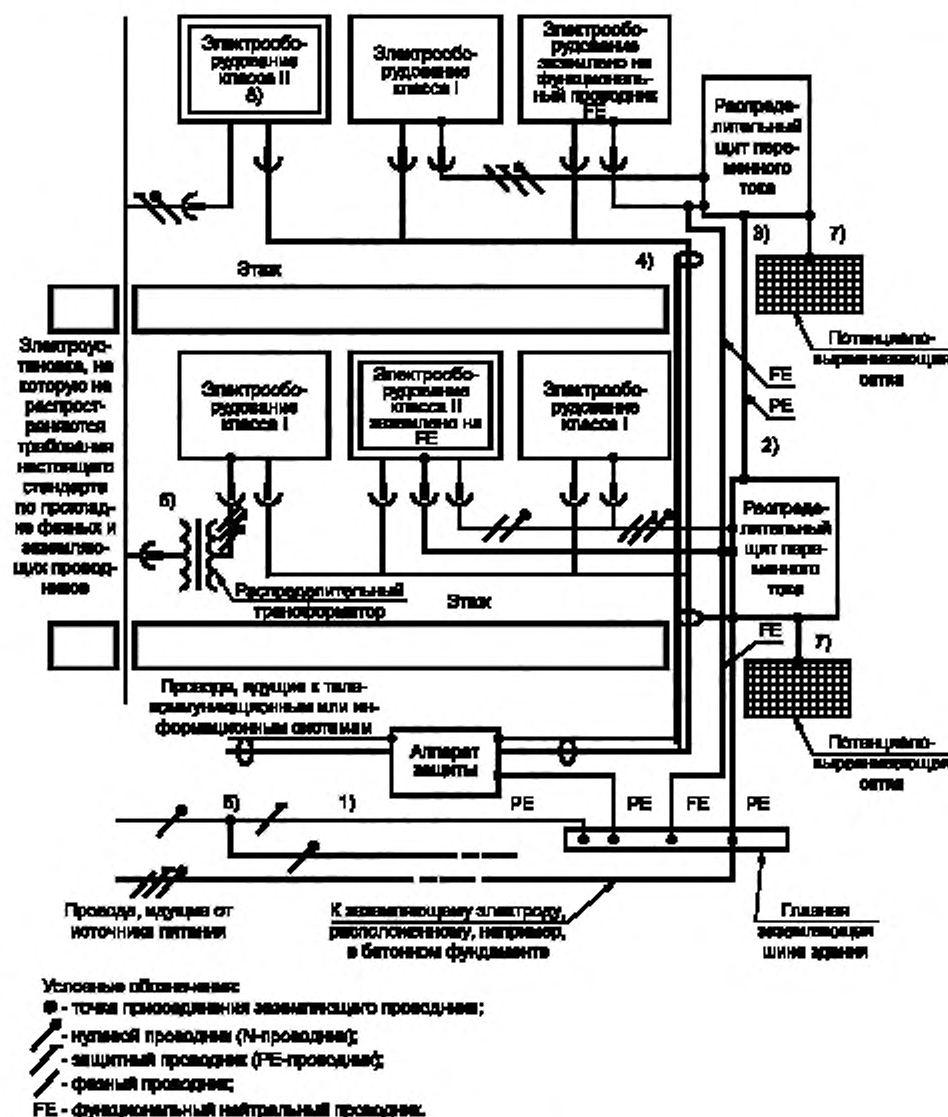 Электрообо-
рудование
класса II
8)
Электрообо-
рудование
класса I
Электрообо-
рудование
заземлено на
функциональ-
ный проводник
FE
Распреде-
лительный
щит пере-
менного
тока
3)
7)
4)
Этаж
Потенциало-
выравнивающая
сетка
FE
PE
2)
Электроус-
тановка, на
которую не
распрост-
раняются
требования
настоящего
стандарта
по проклад-
ке фазных и
заземляю-
щих провод-
ников
Электрообо-
рудование
класса I
Электрообо-
рудование
класса II
заземлено на
FE
Электрообо-
рудование
класса I
Распреде-
лительный
щит пере-
менного
тока
6)
Распределительный
трансформатор
Этаж
FE
7)
Потенциало-
выравнивающая
сетка
Провода, идущие к теле-
коммуникационным или ин-
формационным системам
Аппарат
защиты
5)
1)
PE
PE
FE
PE
Провода, идущие от
источника питания
К заземляющему электроду,
расположенному, например,
в бетонном фундаменте
Главная
заземляющая
шина здания
Условные обозначения:
- точка присоединения заземляющего проводника;
- нулевой проводник (N-проводник);
- защитный проводник (PE-проводник);
- фазный проводник;
FE - функциональный нейтральный проводник.